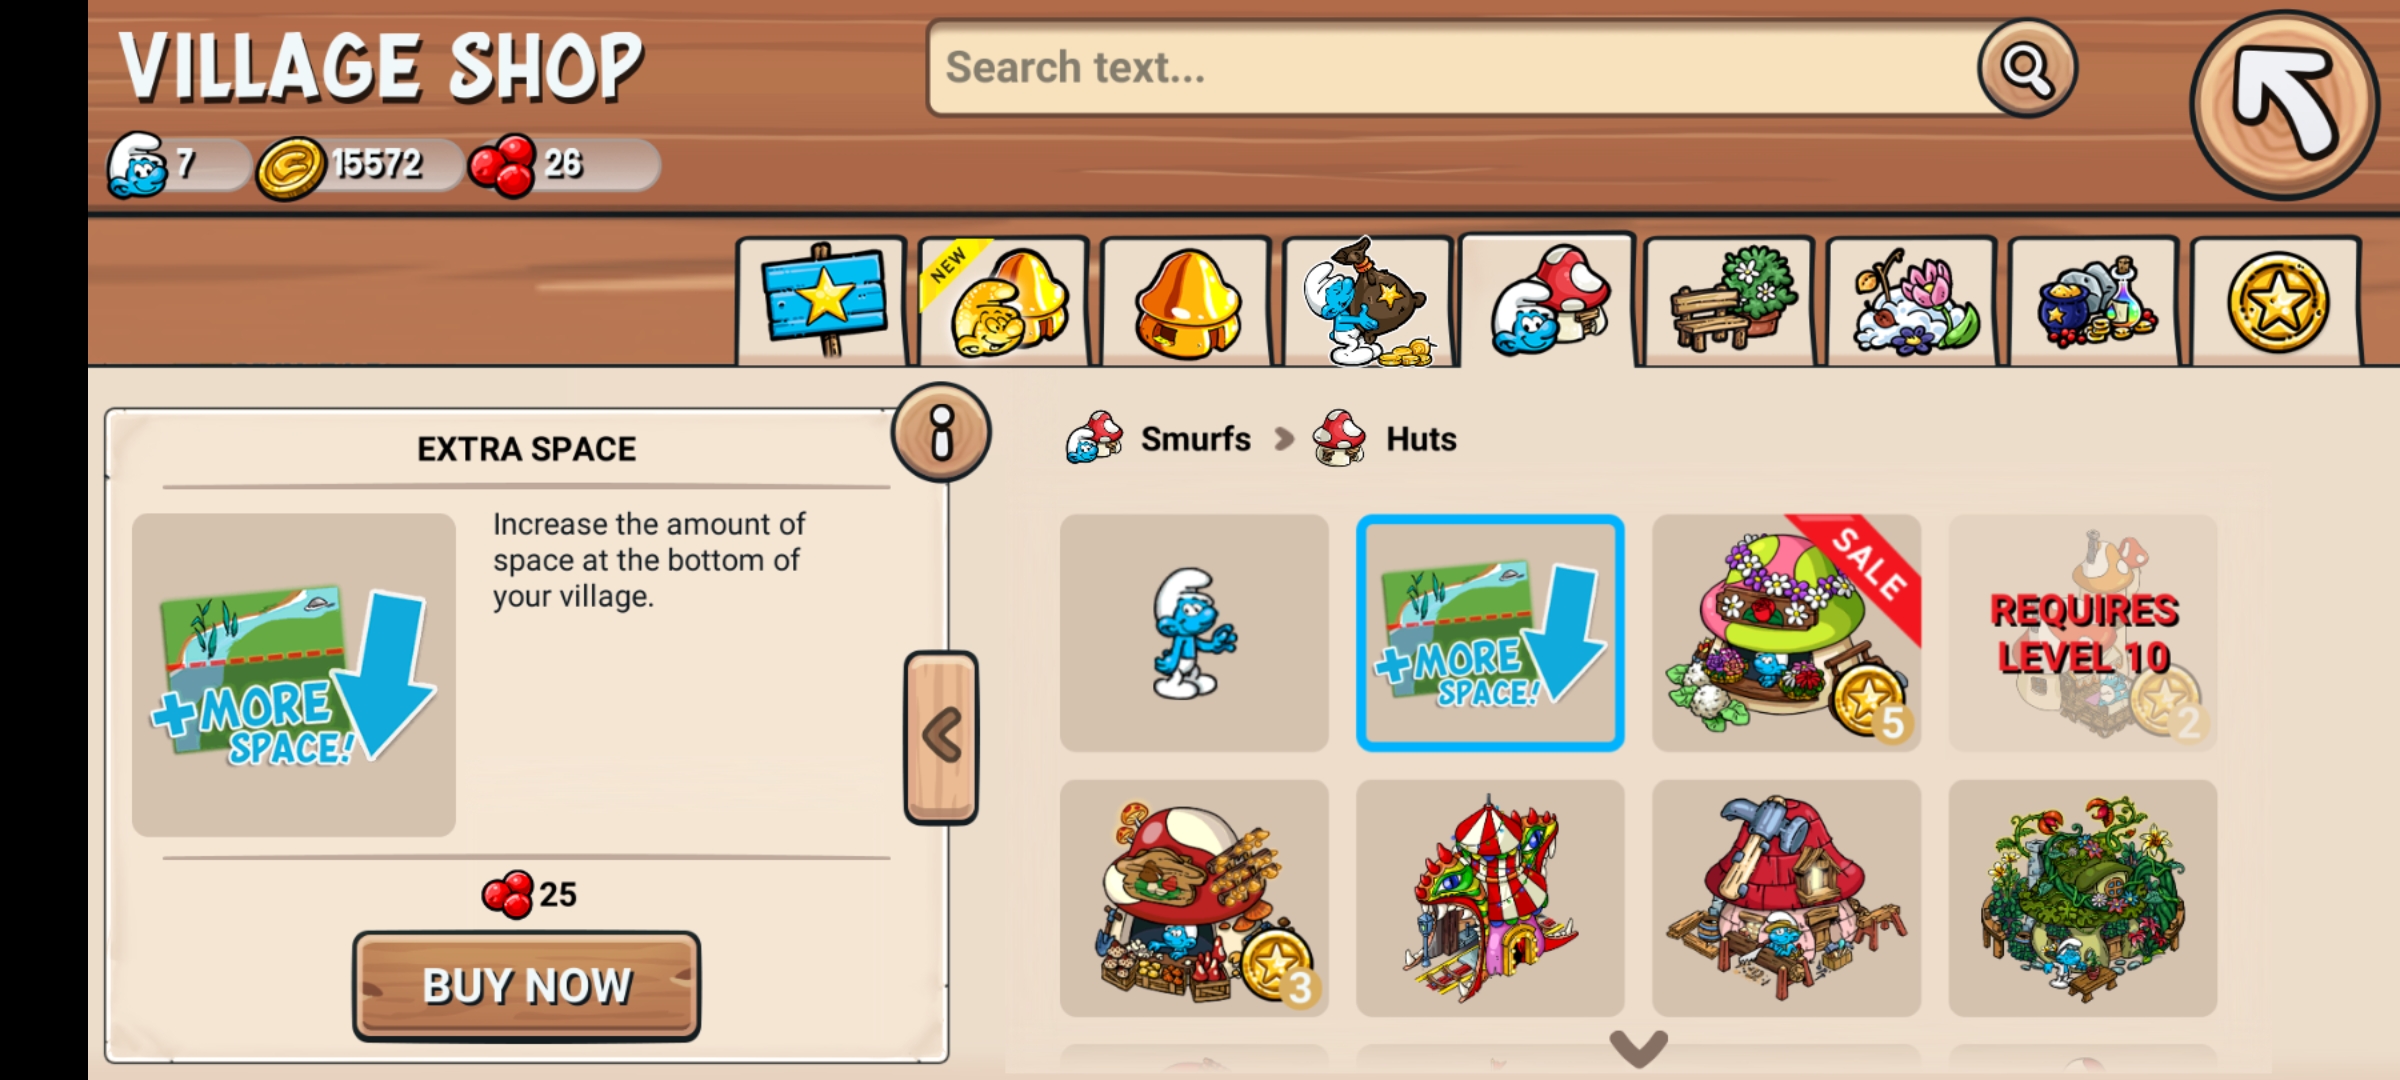 VILLAGE SHOP
Search text...
7
15572
26
NEW
EXTRA SPACE
Increase the amount of
space at the bottom of
your village.
+MORE
SPACE!
25
BUY NOW
Smurfs
Huts
+MORE
SPACE!
SALE
5
REQUIRES
LEVEL 10
2
3